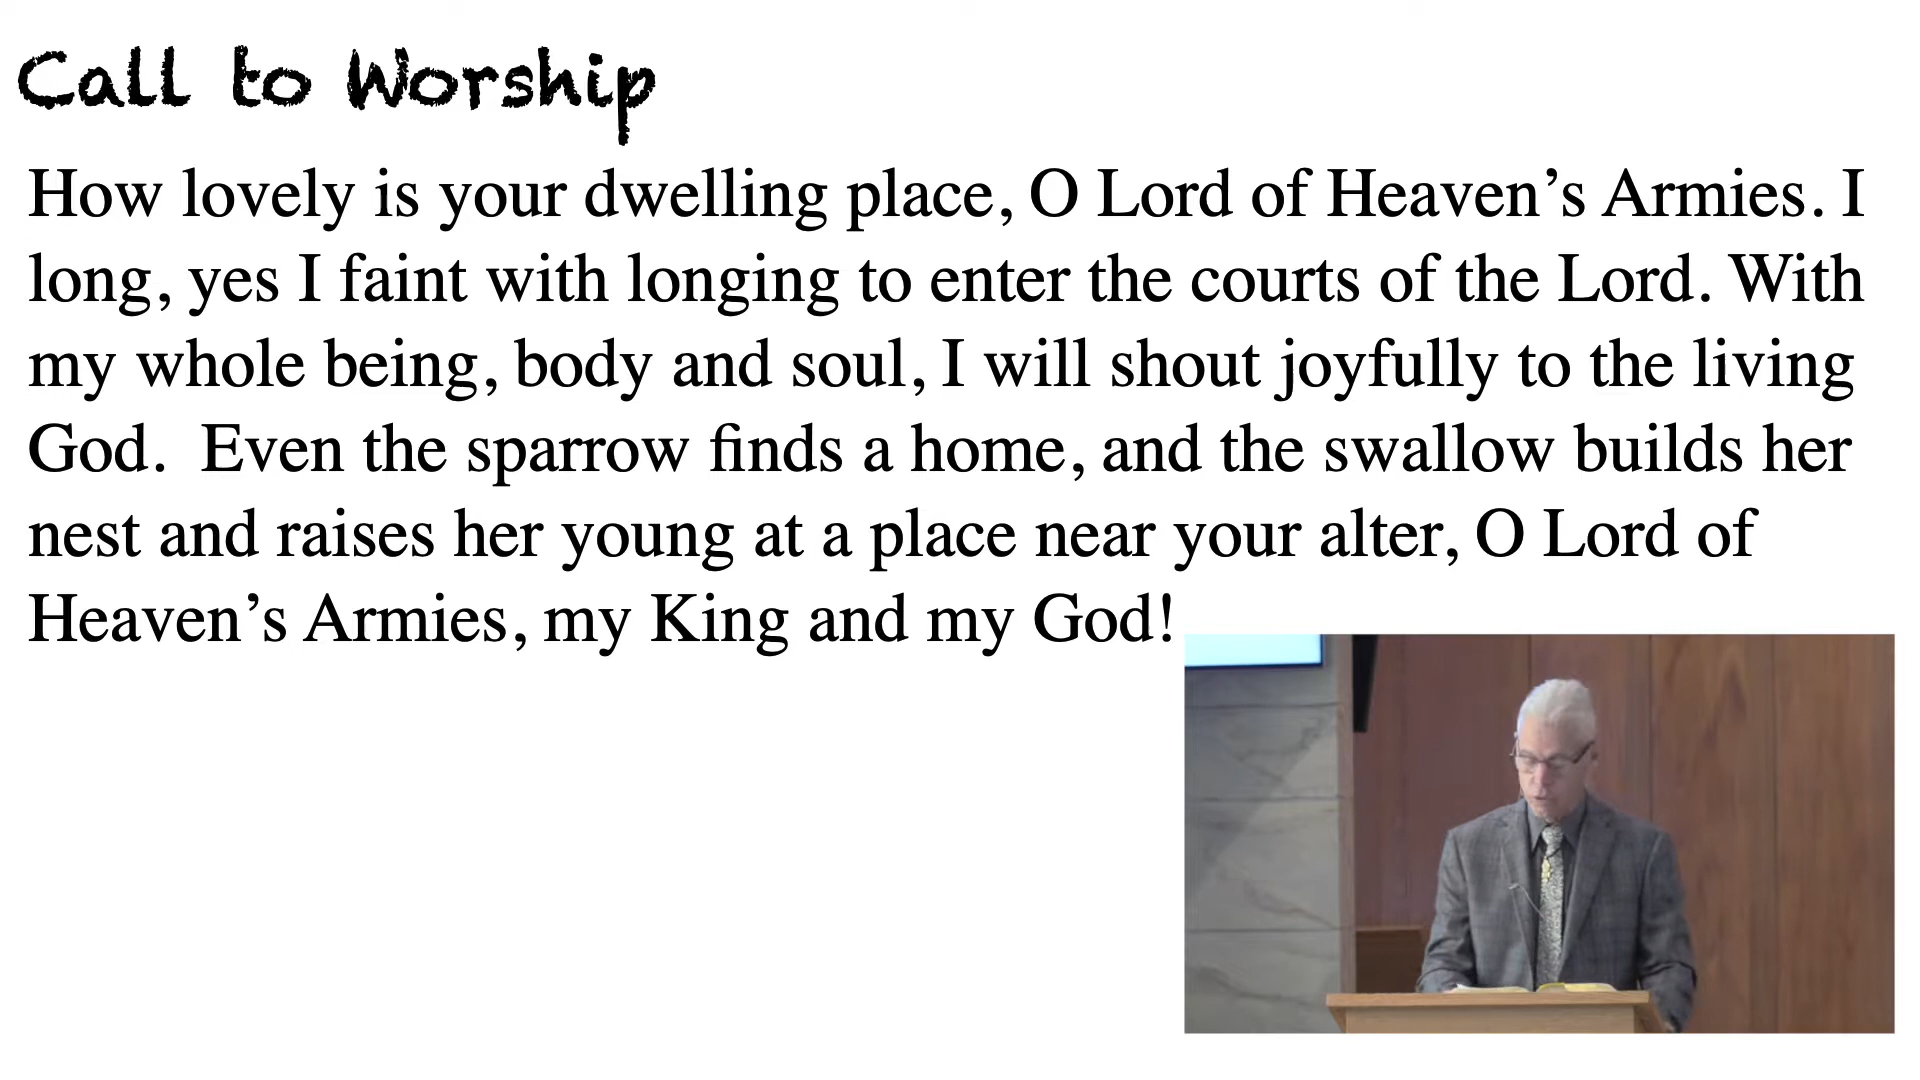 Call to Worship
How lovely is your dwelling place, O Lord of Heaven’s Armies. I
long, yes I faint with longing to enter the courts of the Lord. With
my whole being, body and soul, I will shout joyfully to the living
God.  Even the sparrow finds a home, and the swallow builds her
nest and raises her young at a place near your alter, O Lord of
Heaven’s Armies, my King and my God!